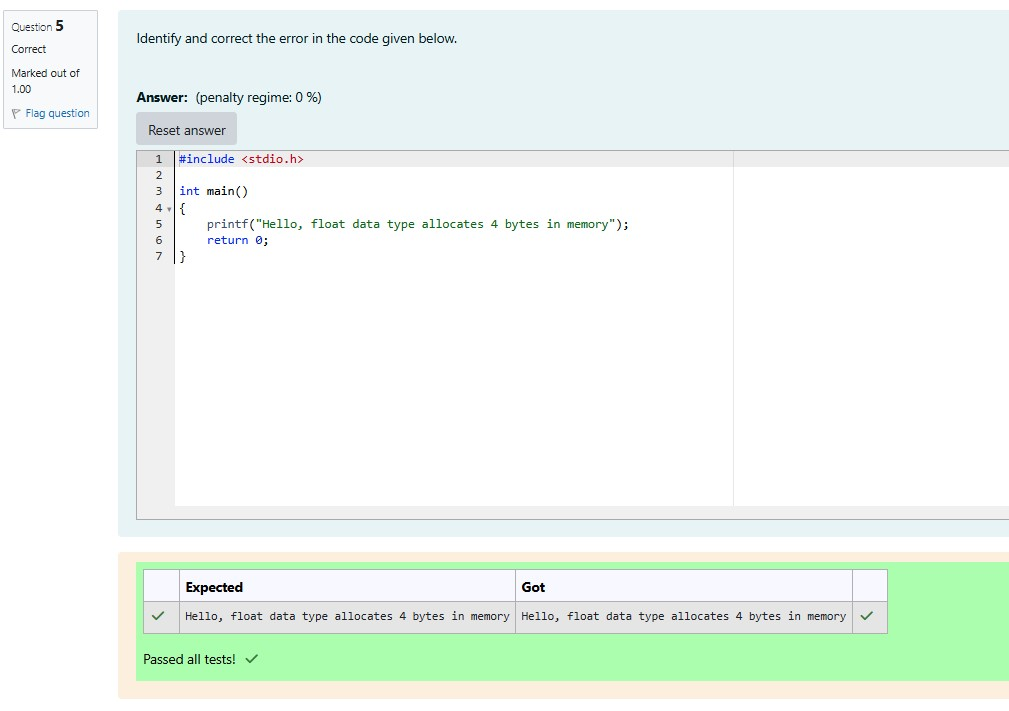 Question 5
Correct
Marked out of
1.00
Flag question
Identify and correct the error in the code given below.
Answer: (penalty regime: 0 %)
Reset answer
1 #include <stdio.h>
2
3 int main()
4 {
5     printf("Hello, float data type allocates 4 bytes in memory");
6     return 0;
7 }
Expected Got
Hello, float data type allocates 4 bytes in memory Hello, float data type allocates 4 bytes in memory
Passed all tests!